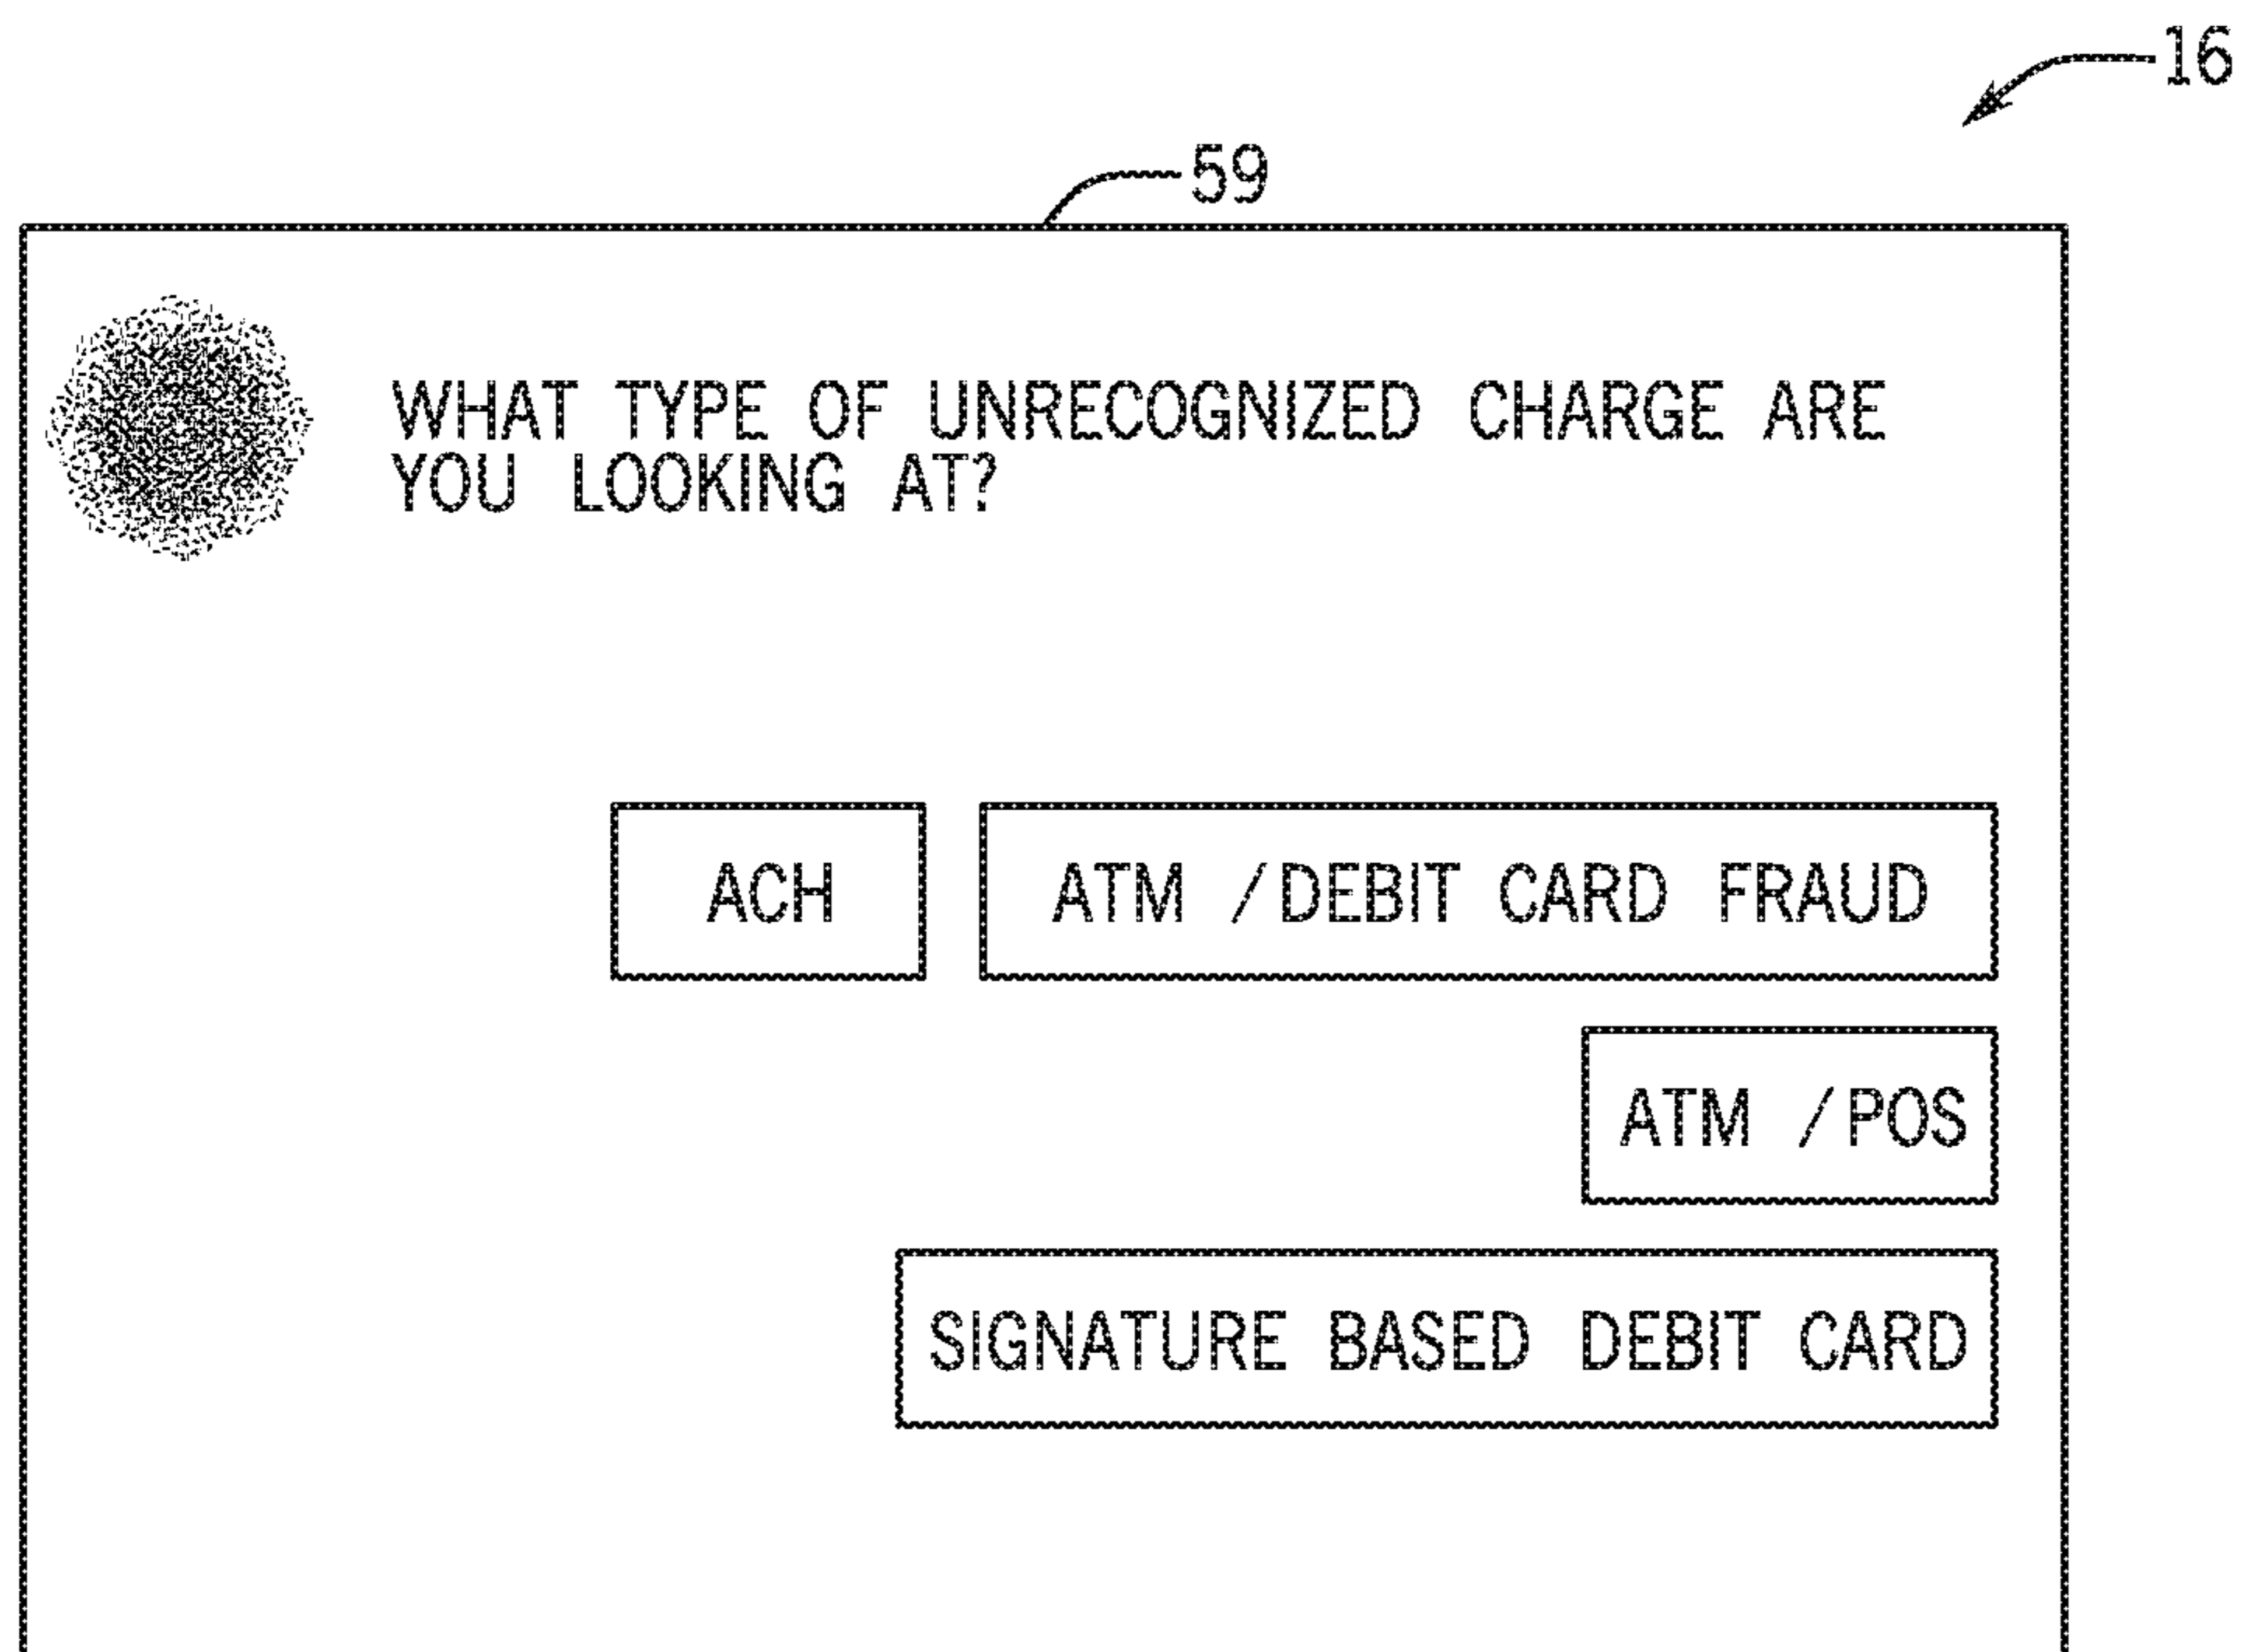 16
59
WHAT TYPE OF UNRECOGNIZED CHARGE ARE
YOU LOOKING AT?
ACH
ATM /DEBIT CARD FRAUD
ATM /POS
SIGNATURE BASED DEBIT CARD